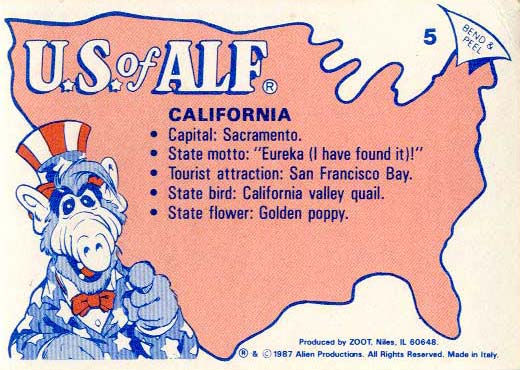 U.S. of ALF®
5
BEND &
PEEL
CALIFORNIA
• Capital: Sacramento.
• State motto: "Eureka (I have found it)!"
• Tourist attraction: San Francisco Bay.
• State bird: California valley quail.
• State flower: Golden poppy.
Produced by ZOOT, Niles, IL 60648.
® & © 1987 Alien Productions. All Rights Reserved. Made in Italy.